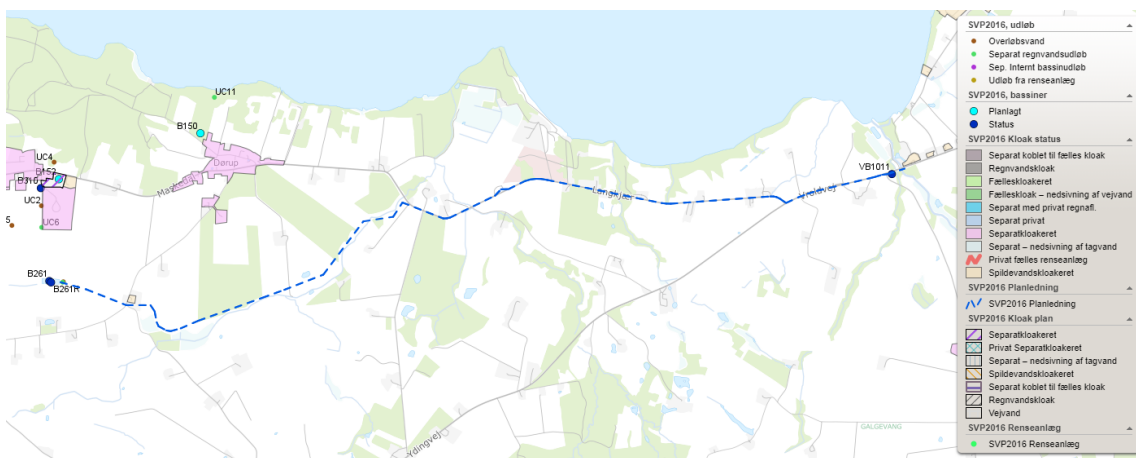 UC11
B150
Dørup
UC4
B152
B310
UC2
UC6
5
B261
B261R
Langkjær
Vroldvej
VB1011
Ydingvej
GALGEVANG
SVP2016, udløb
Overløbsvand
Separat regnvandsudløb
Sep. Internt bassinudløb
Udløb fra renseanlæg
SVP2016, bassiner
Planlagt
Status
SVP2016 Kloak status
Separat koblet til fælles kloak
Regnvandskloak
Fælleskloakeret
Fælleskloak – nedsivning af vejvand
Separat med privat regnafl.
Separat privat
Separatkloakeret
Separat – nedsivning af tagvand
Privat fælles renseanlæg
Spildevandskloakeret
SVP2016 Planledning
SVP2016 Planledning
SVP2016 Kloak plan
Separatkloakeret
Privat Separatkloakeret
Separat – nedsivning af tagvand
Spildevandskloakeret
Separat koblet til fælles kloak
Regnvandskloak
Vejvand
SVP2016 Renseanlæg
SVP2016 Renseanlæg